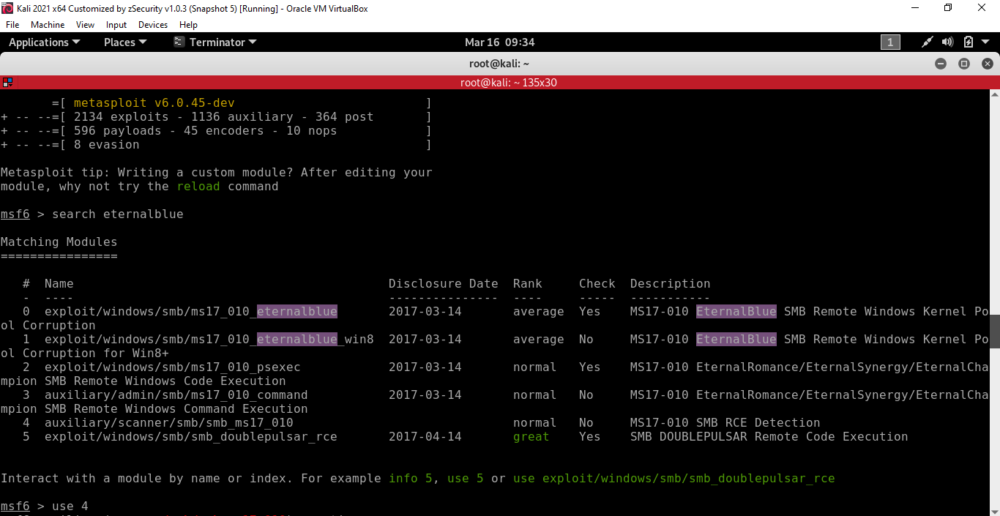 Kali 2021 x64 Customized by zSecurity v1.0.3 (Snapshot 5) [Running] - Oracle VM VirtualBox
File Machine View Input Devices Help
Applications Places Terminator Mar 16 09:34 1
root@kali: ~
root@kali: ~ 135x30
=[ metasploit v6.0.45-dev ]
+ -- --=[ 2134 exploits - 1136 auxiliary - 364 post ]
+ -- --=[ 596 payloads - 45 encoders - 10 nops ]
+ -- --=[ 8 evasion ]
Metasploit tip: Writing a custom module? After editing your
module, why not try the reload command
msf6 > search eternalblue
Matching Modules
================
# Name Disclosure Date Rank Check Description
- ---- --------------- ---- ----- -----------
0 exploit/windows/smb/ms17_010_eternalblue 2017-03-14 average Yes MS17-010 EternalBlue SMB Remote Windows Kernel Po
ol Corruption
1 exploit/windows/smb/ms17_010_eternalblue_win8 2017-03-14 average No MS17-010 EternalBlue SMB Remote Windows Kernel Po
ol Corruption for Win8+
2 exploit/windows/smb/ms17_010_psexec 2017-03-14 normal Yes MS17-010 EternalRomance/EternalSynergy/EternalCha
mpion SMB Remote Windows Code Execution
3 auxiliary/admin/smb/ms17_010_command 2017-03-14 normal No MS17-010 EternalRomance/EternalSynergy/EternalCha
mpion SMB Remote Windows Command Execution
4 auxiliary/scanner/smb/smb_ms17_010 normal No MS17-010 SMB RCE Detection
5 exploit/windows/smb/smb_doublepulsar_rce 2017-04-14 great Yes SMB DOUBLEPULSAR Remote Code Execution
Interact with a module by name or index. For example info 5, use 5 or use exploit/windows/smb/smb_doublepulsar_rce
msf6 > use 4